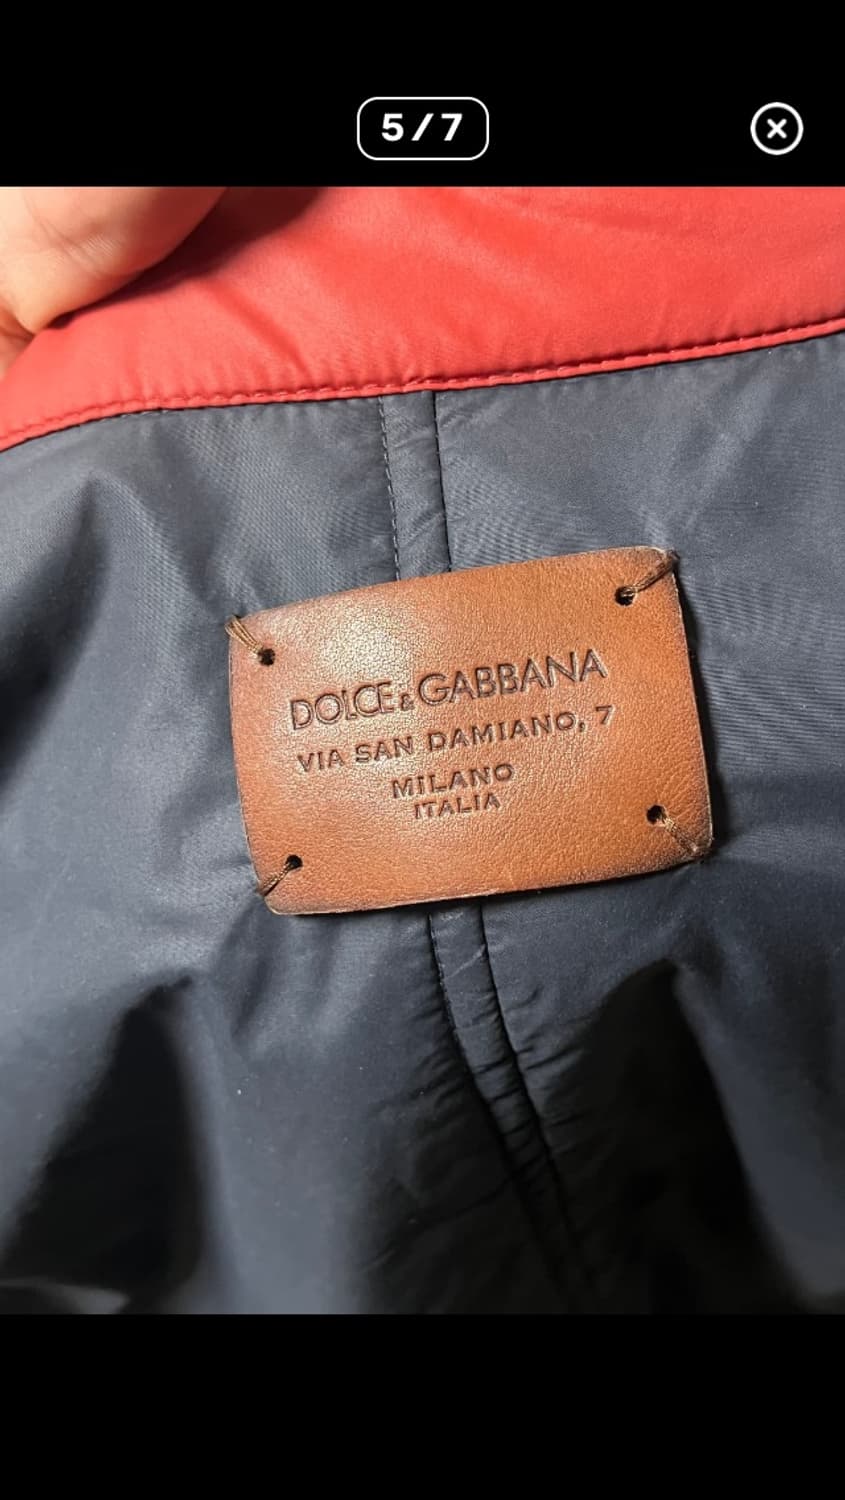 5/7
DOLCE & GABBANA
VIA SAN DAMIANO, 7
MILANO
ITALIA